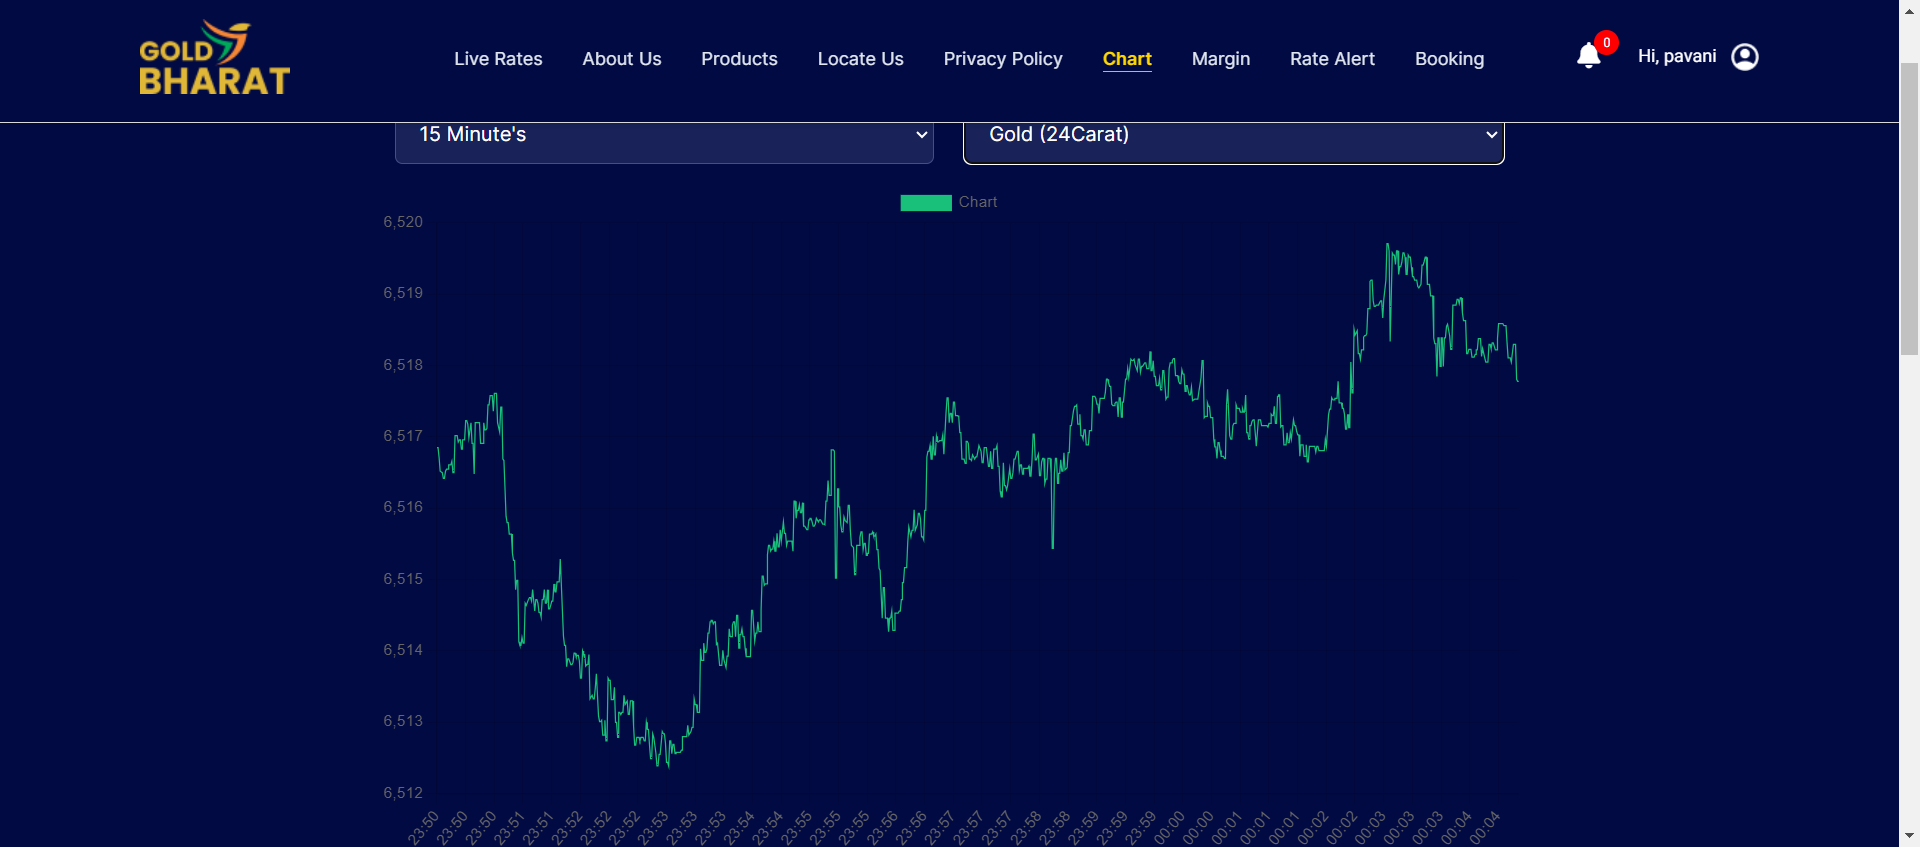 GOLD
BHARAT
Live Rates About Us Products Locate Us Privacy Policy Chart Margin Rate Alert Booking
0
Hi, pavani
15 Minute's Gold (24Carat)
Chart
6,520
6,519
6,518
6,517
6,516
6,515
6,514
6,513
6,512
23:50 23:50 23:50 23:51 23:51 23:52 23:52 23:52 23:53 23:53 23:53 23:54 23:54 23:55 23:55 23:55 23:56 23:56 23:57 23:57 23:57 23:58 23:58 23:59 23:59 23:59 00:00 00:00 00:01 00:01 00:01 00:02 00:02 00:03 00:03 00:03 00:04 00:04